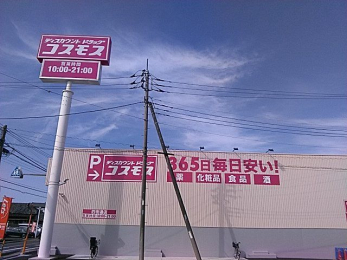 ディスカウント ドラッグ
コスモス
営業時間
10:00-21:00
P
ディスカウント ドラッグ
コスモス
365日毎日安い!
薬 化粧品 食品 酒